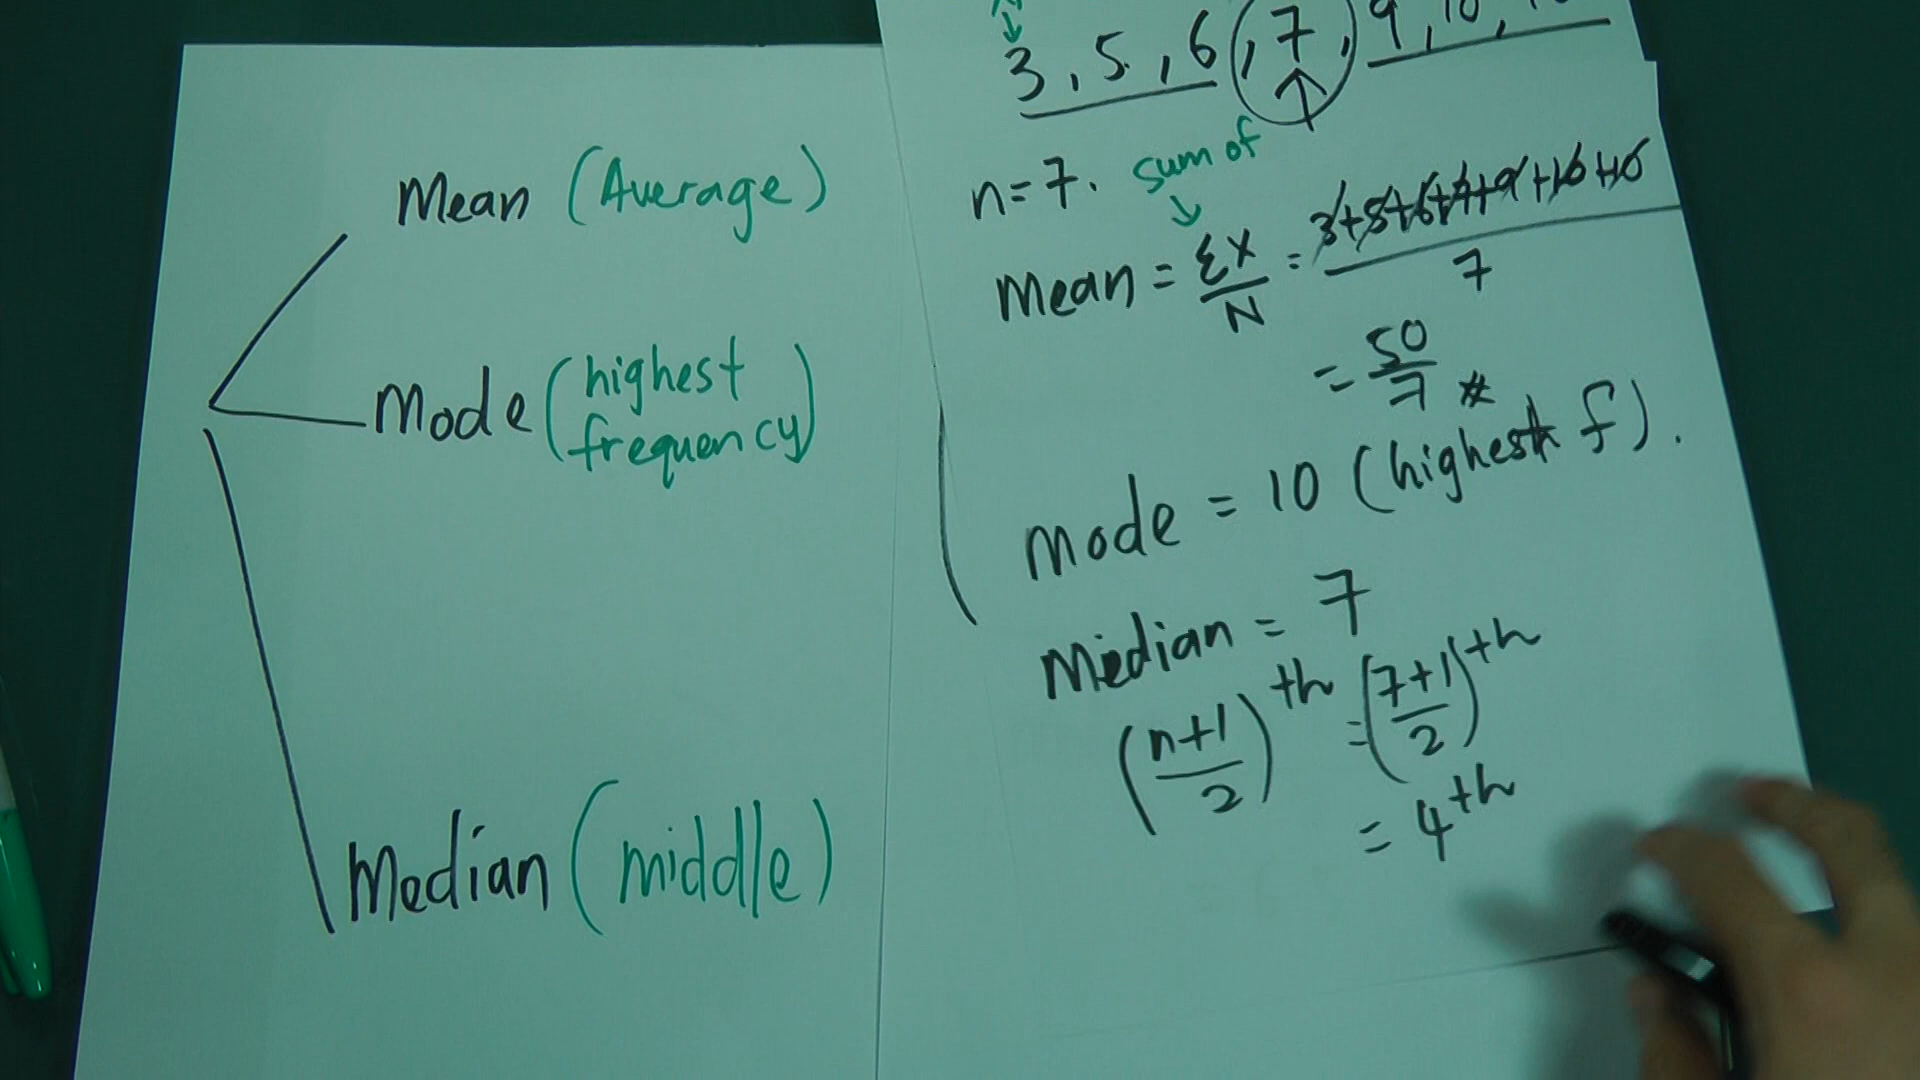 Mean (Average)
Mode (highest
frequency)
Median (middle)
3, 5, 6, 7, 9, 10,
n=7.
sum of
Mean = Σx/N = 3+5+6+7+9+10+10/7
= 50/7 *
Mode = 10 (highest f).
Median = 7
(n+1/2)th = (7+1/2)th
= 4th